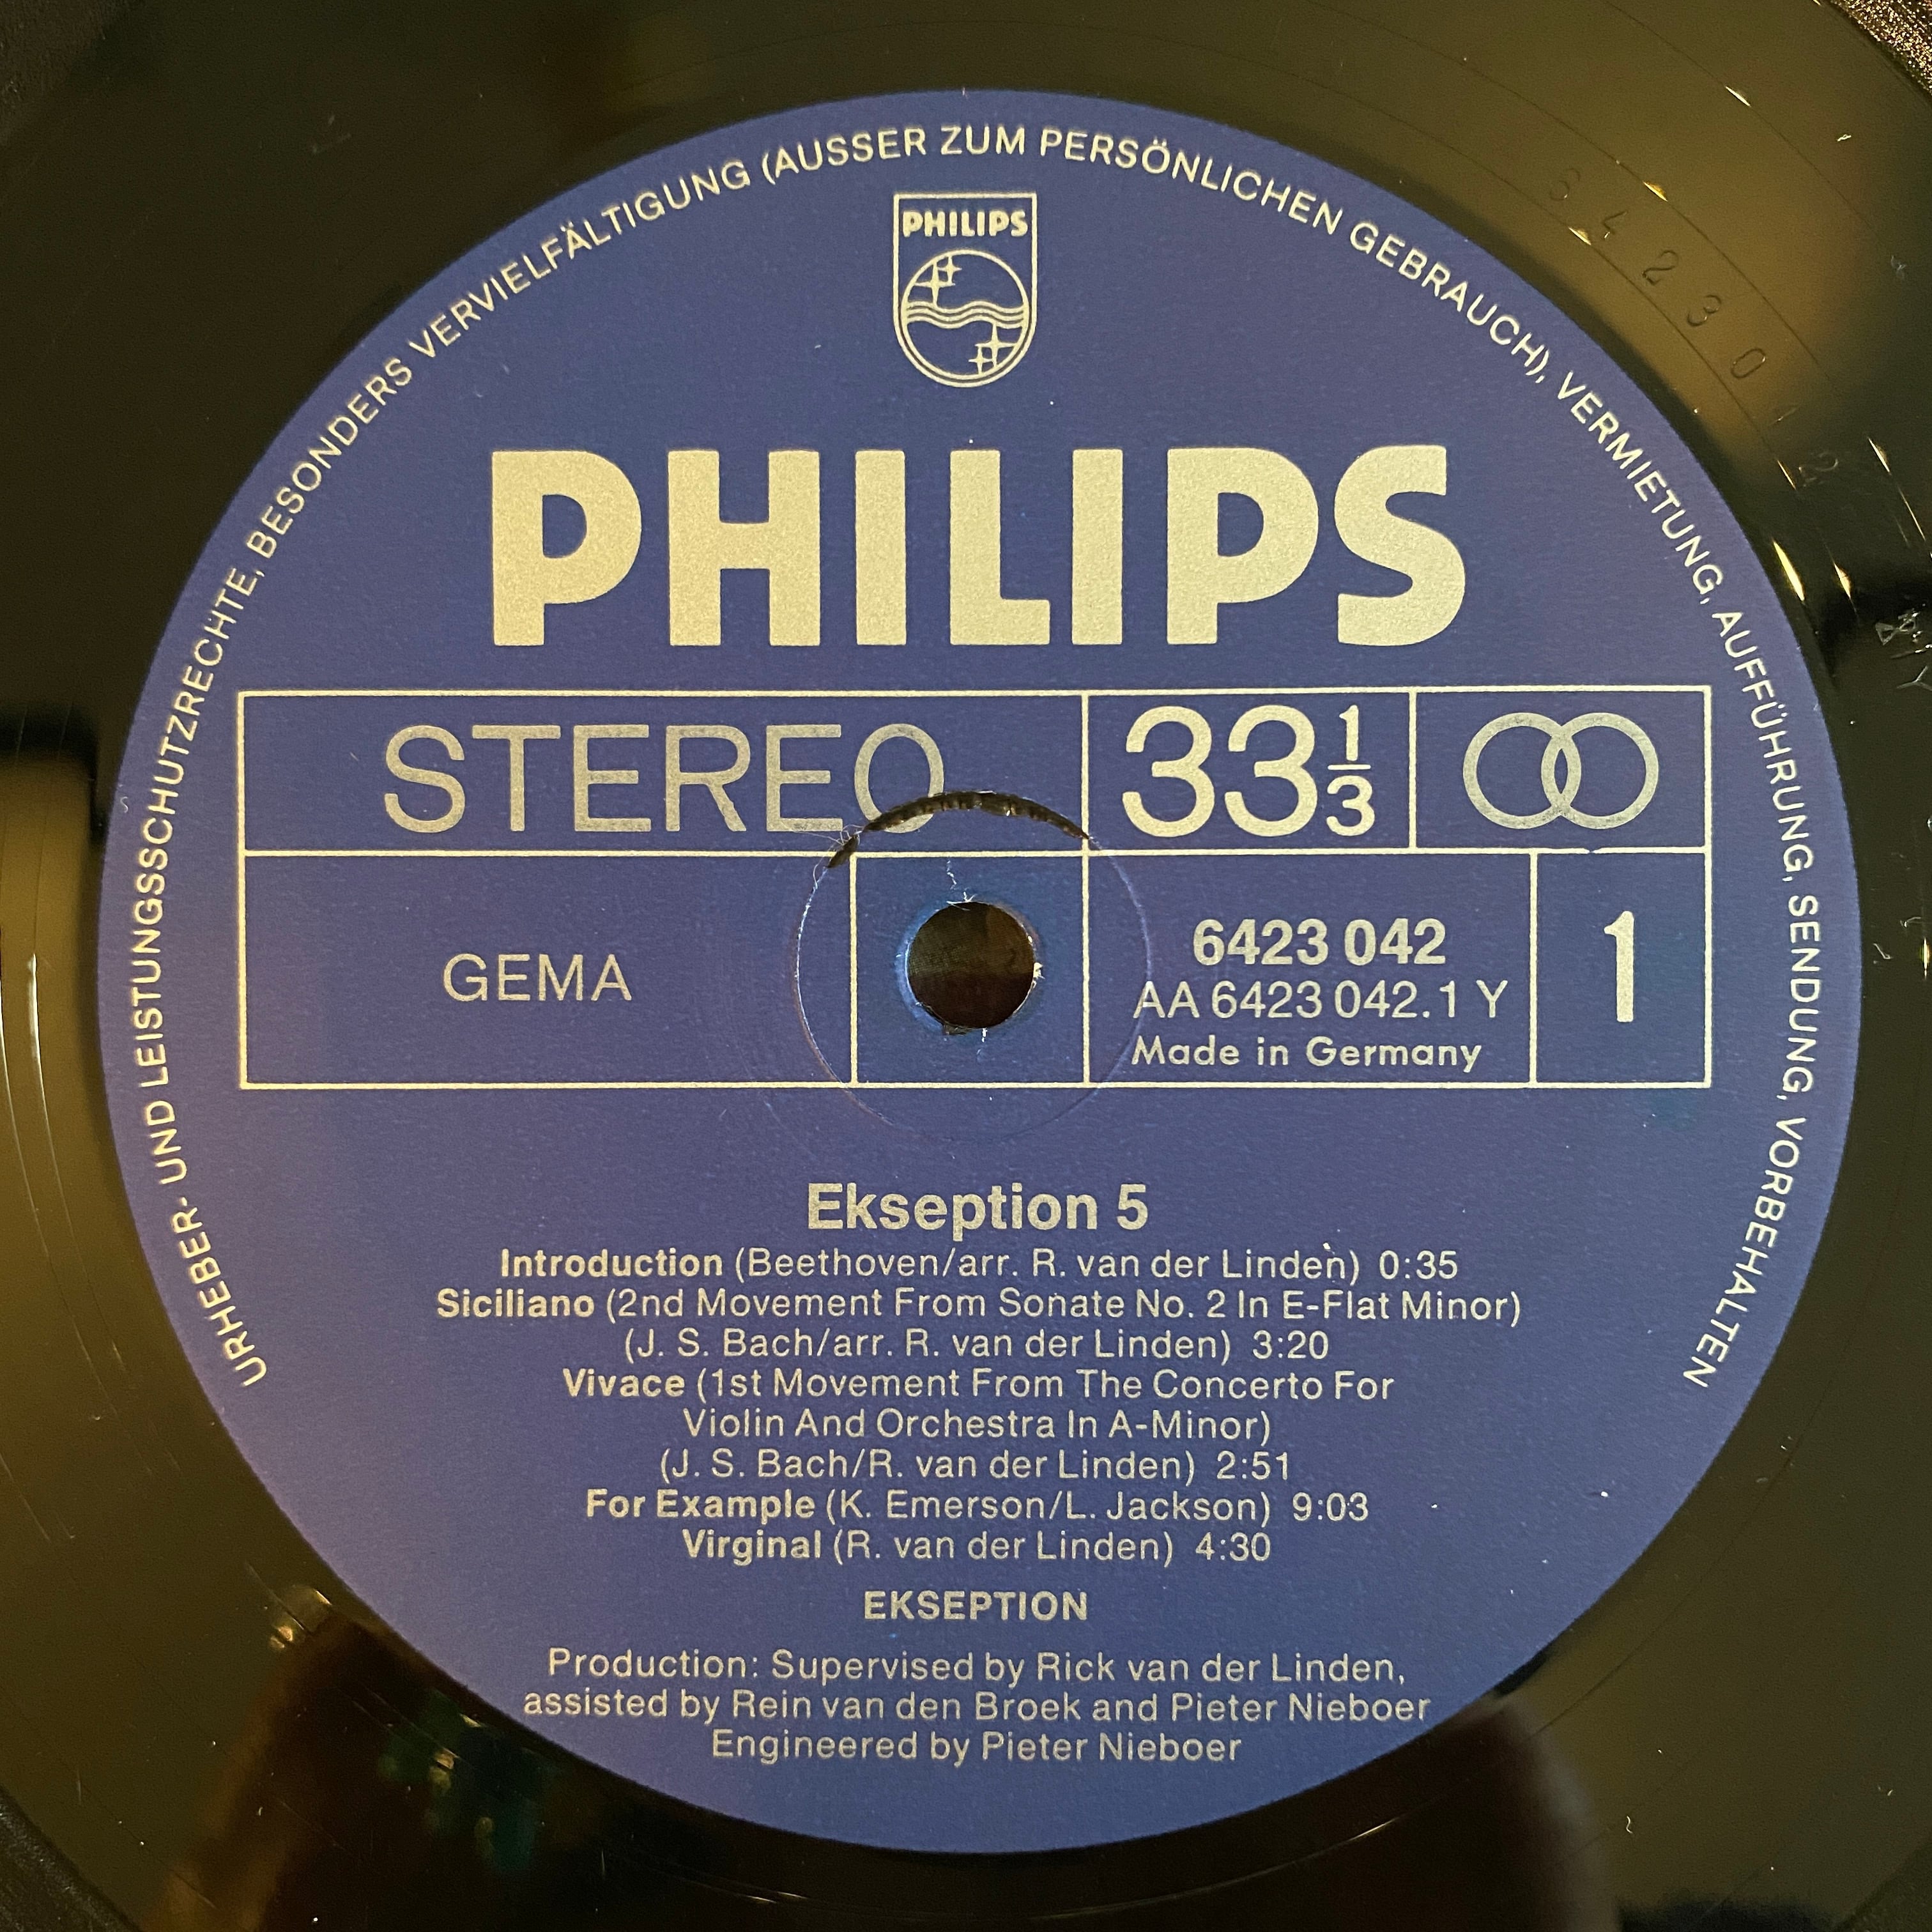 URHEBER- UND LEISTUNGSSCHUTZRECHTE, BESONDERS VERVIELFÄLTIGUNG (AUSSER ZUM PERSÖNLICHEN GEBRAUCH), VERMIETUNG, AUFFÜHRUNG, SENDUNG, VORBEHALTEN
PHILIPS
PHILIPS
STEREO 33 1/3
GEMA
6423 042
AA 6423 042.1 Y
Made in Germany
1
Ekseption 5
Introduction (Beethoven/arr. R. van der Linden) 0:35
Siciliano (2nd Movement From Sonate No. 2 In E-Flat Minor)
(J. S. Bach/arr. R. van der Linden) 3:20
Vivace (1st Movement From The Concerto For
Violin And Orchestra In A-Minor)
(J. S. Bach/R. van der Linden) 2:51
For Example (K. Emerson/L. Jackson) 9:03
Virginal (R. van der Linden) 4:30
EKSEPTION
Production: Supervised by Rick van der Linden,
assisted by Rein van den Broek and Pieter Nieboer
Engineered by Pieter Nieboer